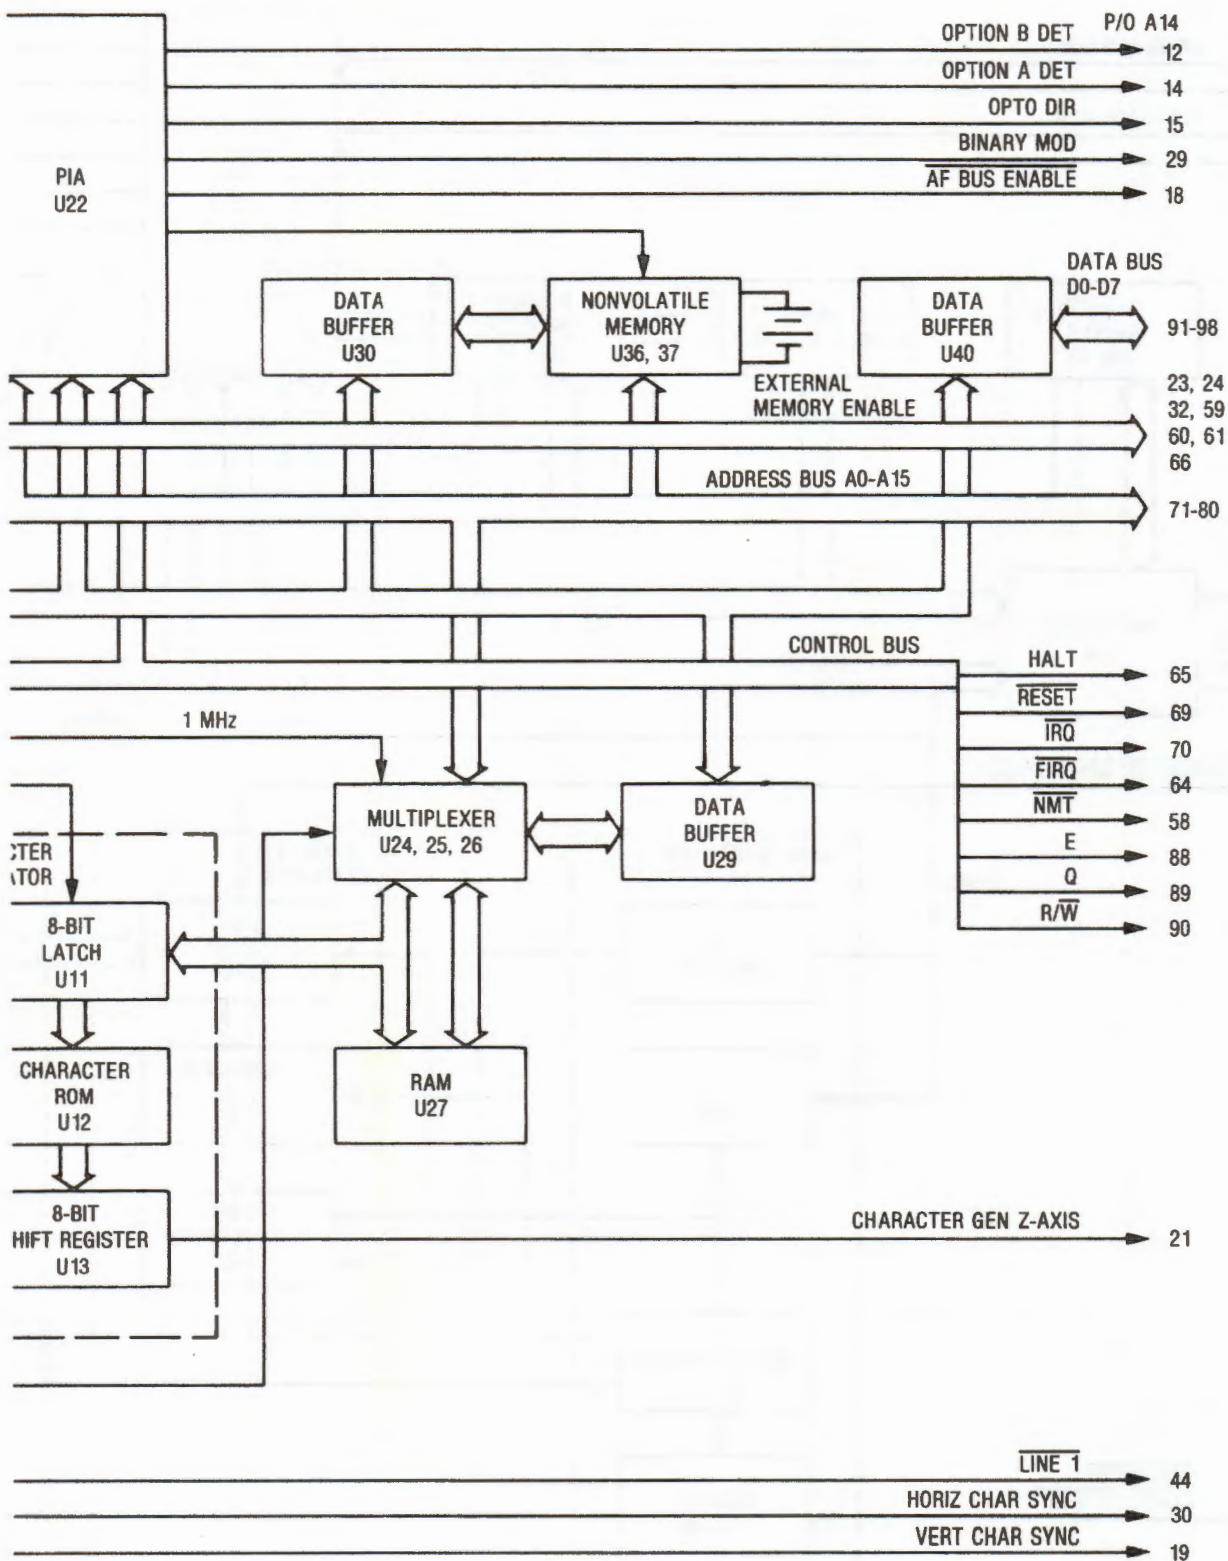 P/O A14
OPTION B DET
12
OPTION A DET
14
OPTO DIR
15
BINARY MOD
29
AF BUS ENABLE
18
PIA
U22
DATA
BUFFER
U30
NONVOLATILE
MEMORY
U36, 37
DATA
BUFFER
U40
DATA BUS
D0-D7
91-98
EXTERNAL
MEMORY ENABLE
23, 24
32, 59
60, 61
66
ADDRESS BUS A0-A15
71-80
CONTROL BUS
HALT
65
RESET
69
IRQ
70
FIRQ
64
NMT
58
E
88
Q
89
R/W
90
1 MHz
MULTIPLEXER
U24, 25, 26
DATA
BUFFER
U29
CTER
ATOR
8-BIT
LATCH
U11
CHARACTER
ROM
U12
RAM
U27
8-BIT
HIFT REGISTER
U13
CHARACTER GEN Z-AXIS
21
LINE 1
44
HORIZ CHAR SYNC
30
VERT CHAR SYNC
19